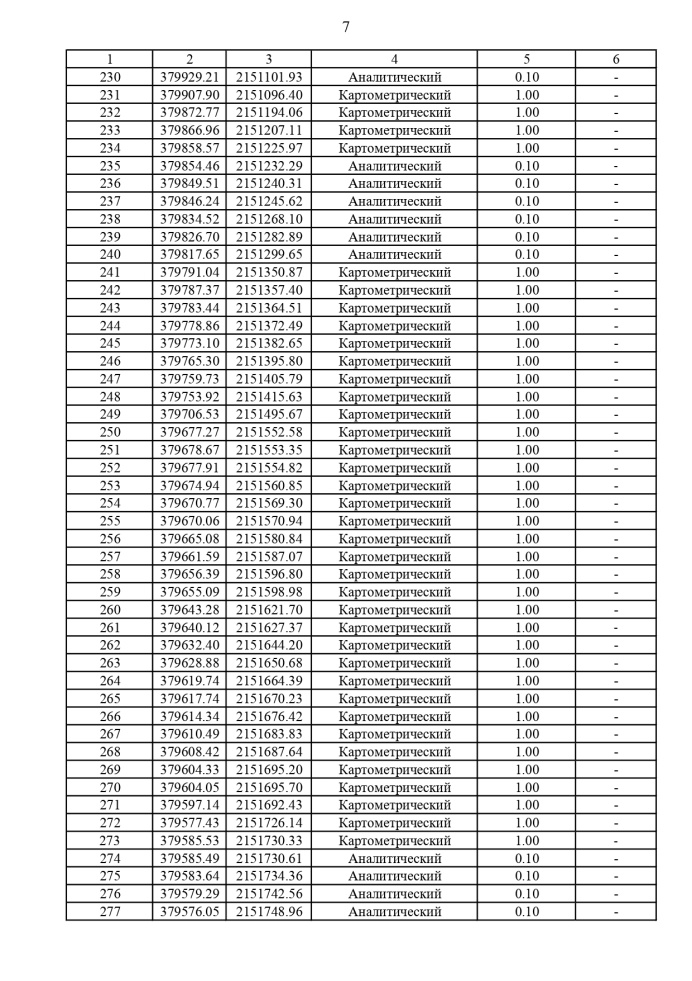 7
1 2 3 4 5 6
230 379929.21 2151101.93 Аналитический 0.10 -
231 379907.90 2151096.40 Картометрический 1.00 -
232 379872.77 2151194.06 Картометрический 1.00 -
233 379866.96 2151207.11 Картометрический 1.00 -
234 379858.57 2151225.97 Картометрический 1.00 -
235 379854.46 2151232.29 Аналитический 0.10 -
236 379849.51 2151240.31 Аналитический 0.10 -
237 379846.24 2151245.62 Аналитический 0.10 -
238 379834.52 2151268.10 Аналитический 0.10 -
239 379826.70 2151282.89 Аналитический 0.10 -
240 379817.65 2151299.65 Аналитический 0.10 -
241 379791.04 2151350.87 Картометрический 1.00 -
242 379787.37 2151357.40 Картометрический 1.00 -
243 379783.44 2151364.51 Картометрический 1.00 -
244 379778.86 2151372.49 Картометрический 1.00 -
245 379773.10 2151382.65 Картометрический 1.00 -
246 379765.30 2151395.80 Картометрический 1.00 -
247 379759.73 2151405.79 Картометрический 1.00 -
248 379753.92 2151415.63 Картометрический 1.00 -
249 379706.53 2151495.67 Картометрический 1.00 -
250 379677.27 2151552.58 Картометрический 1.00 -
251 379678.67 2151553.35 Картометрический 1.00 -
252 379677.91 2151554.82 Картометрический 1.00 -
253 379674.94 2151560.85 Картометрический 1.00 -
254 379670.77 2151569.30 Картометрический 1.00 -
255 379670.06 2151570.94 Картометрический 1.00 -
256 379665.08 2151580.84 Картометрический 1.00 -
257 379661.59 2151587.07 Картометрический 1.00 -
258 379656.39 2151596.80 Картометрический 1.00 -
259 379655.09 2151598.98 Картометрический 1.00 -
260 379643.28 2151621.70 Картометрический 1.00 -
261 379640.12 2151627.37 Картометрический 1.00 -
262 379632.40 2151644.20 Картометрический 1.00 -
263 379628.88 2151650.68 Картометрический 1.00 -
264 379619.74 2151664.39 Картометрический 1.00 -
265 379617.74 2151670.23 Картометрический 1.00 -
266 379614.34 2151676.42 Картометрический 1.00 -
267 379610.49 2151683.83 Картометрический 1.00 -
268 379608.42 2151687.64 Картометрический 1.00 -
269 379604.33 2151695.20 Картометрический 1.00 -
270 379604.05 2151695.70 Картометрический 1.00 -
271 379597.14 2151692.43 Картометрический 1.00 -
272 379577.43 2151726.14 Картометрический 1.00 -
273 379585.53 2151730.33 Картометрический 1.00 -
274 379585.49 2151730.61 Аналитический 0.10 -
275 379583.64 2151734.36 Аналитический 0.10 -
276 379579.29 2151742.56 Аналитический 0.10 -
277 379576.05 2151748.96 Аналитический 0.10 -